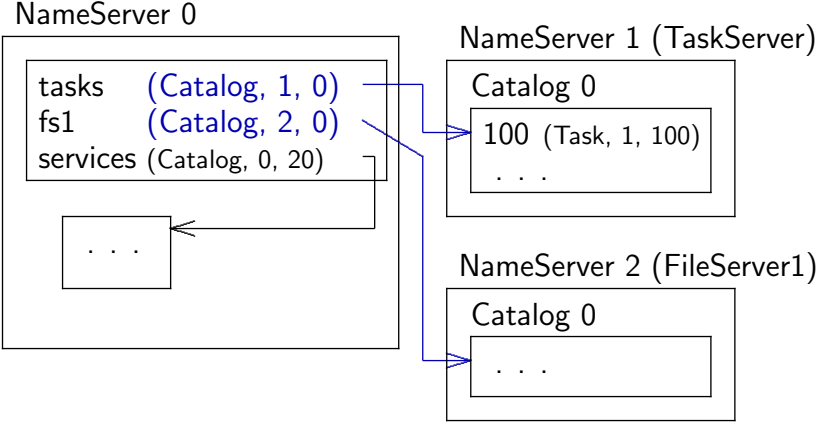 NameServer 0
tasks (Catalog, 1, 0)
fs1 (Catalog, 2, 0)
services (Catalog, 0, 20)
. . .
NameServer 1 (TaskServer)
Catalog 0
100 (Task, 1, 100)
. . .
NameServer 2 (FileServer1)
Catalog 0
. . .